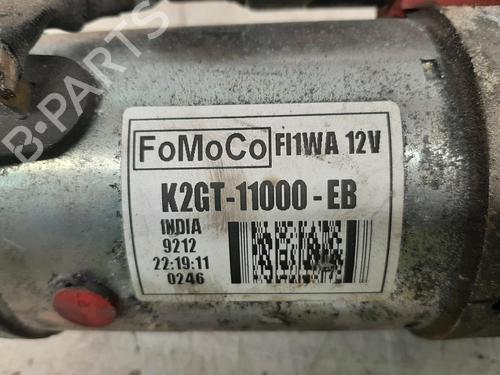 FoMoCo FI1WA 12V
K2GT-11000-EB
INDIA
9212
22:19:11
0246
B-PARTS